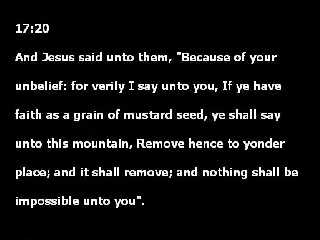 17:20
And Jesus said unto them, "Because of your
unbelief: for verily I say unto you, If ye have
faith as a grain of mustard seed, ye shall say
unto this mountain, Remove hence to yonder
place; and it shall remove; and nothing shall be
impossible unto you".